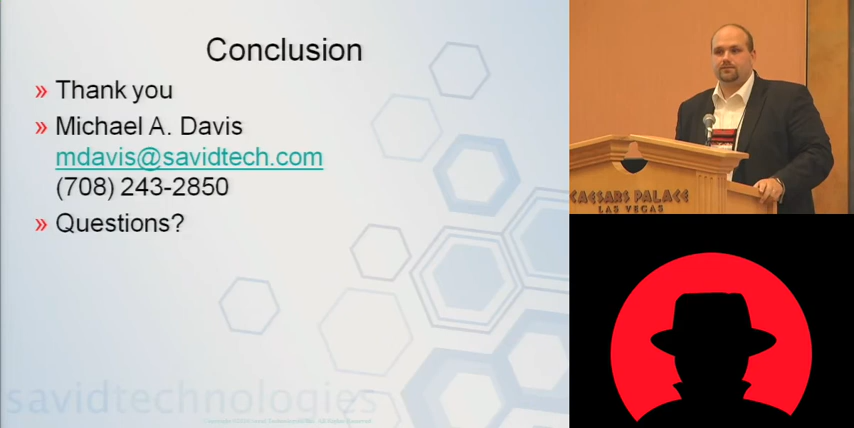 Conclusion
» Thank you
» Michael A. Davis
mdavis@savidtech.com
(708) 243-2850
» Questions?
savidtechnologies
CAESARS PALACE
LAS VEGAS